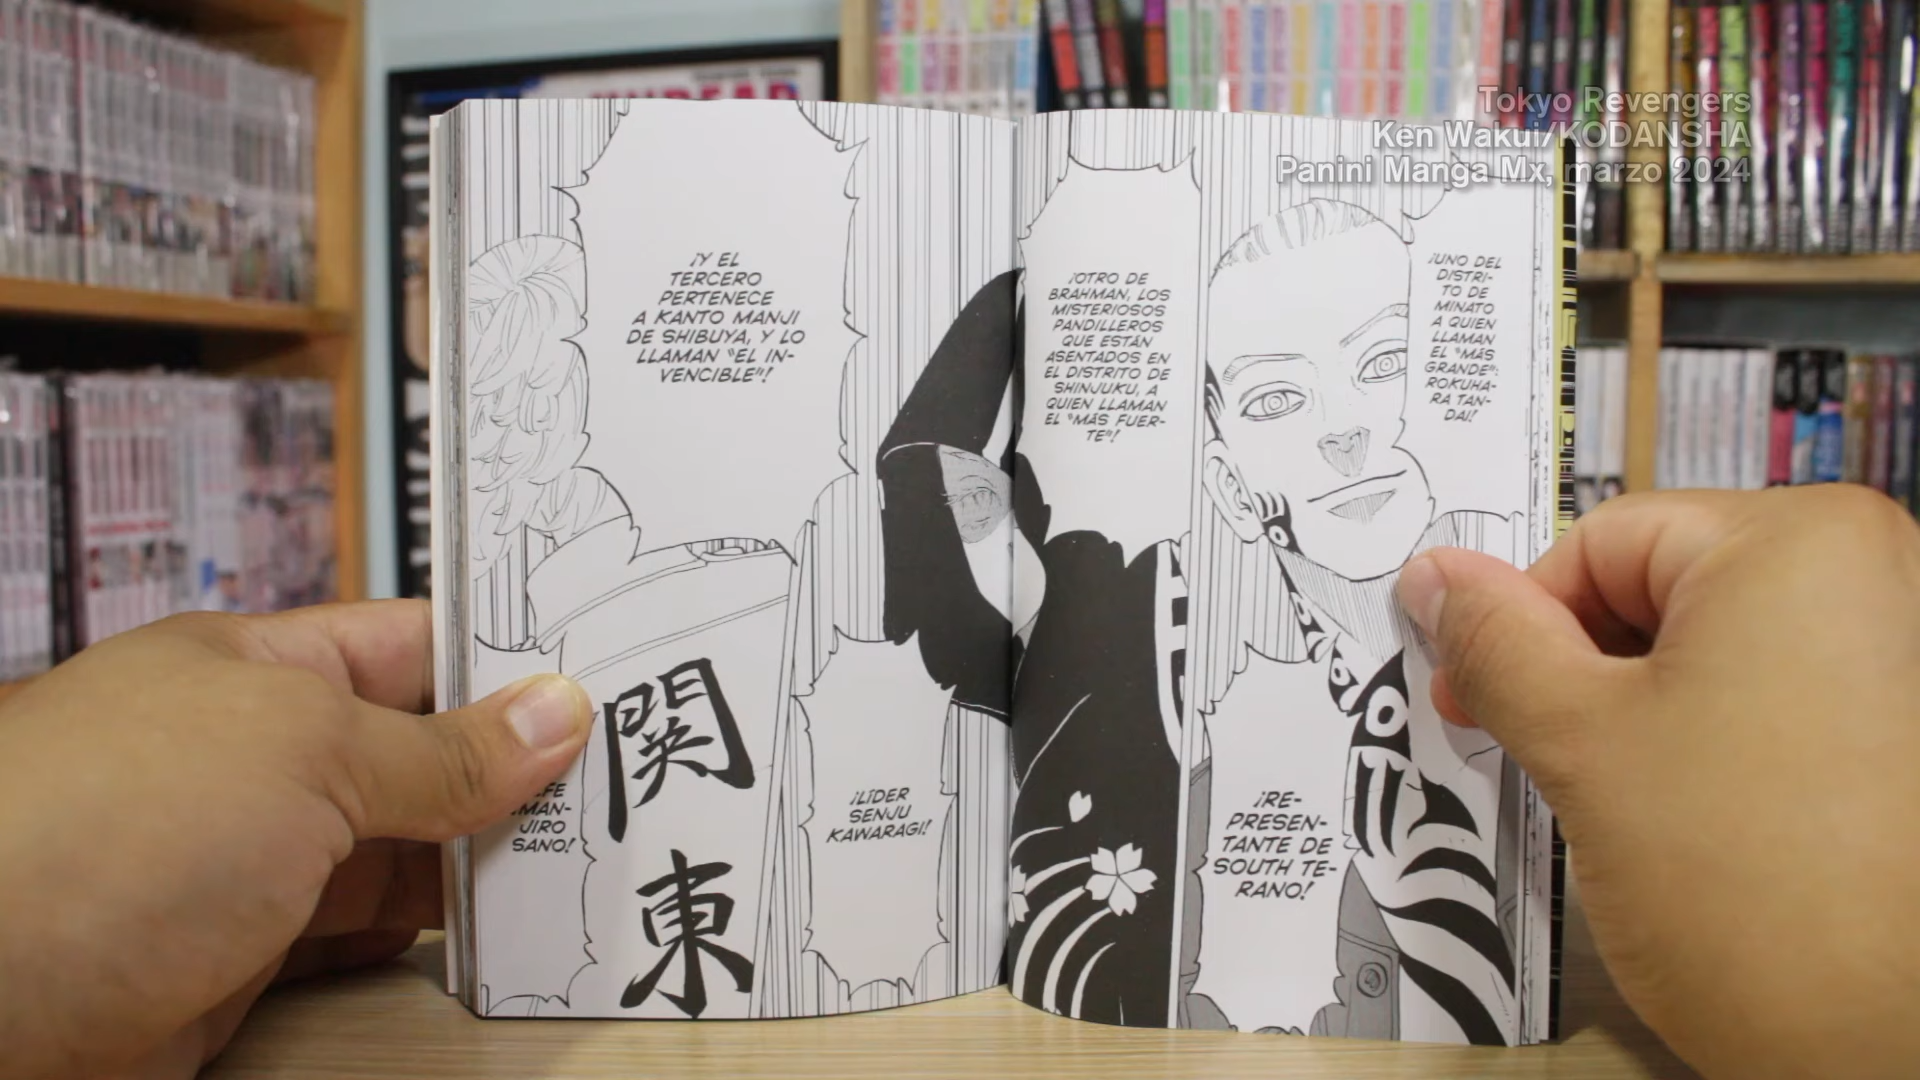 Tokyo Revengers
Ken Wakui/KODANSHA
Panini Manga Mx, marzo 2024
¡UNO DEL
DISTRI-
TO DE
MINATO
A QUIEN
LLAMAN
EL “MÁS
GRANDE”:
ROKUHA-
RA TAN-
DAI!
¡RE-
PRESEN-
TANTE DE
SOUTH TE-
RANO!
¡OTRO DE
BRAHMAN, LOS
MISTERIOSOS
PANDILLEROS
QUE ESTÁN
ASENTADOS EN
EL DISTRITO DE
SHINJUKU, A
QUIEN LLAMAN
EL “MÁS FUER-
TE”!
¡LÍDER
SENJU
KAWARAGI!
¡Y EL
TERCERO
PERTENECE
A KANTO MANJI
DE SHIBUYA, Y LO
LLAMAN “EL IN-
VENCIBLE”!
MAN-
JIRO
SANO!
関
東